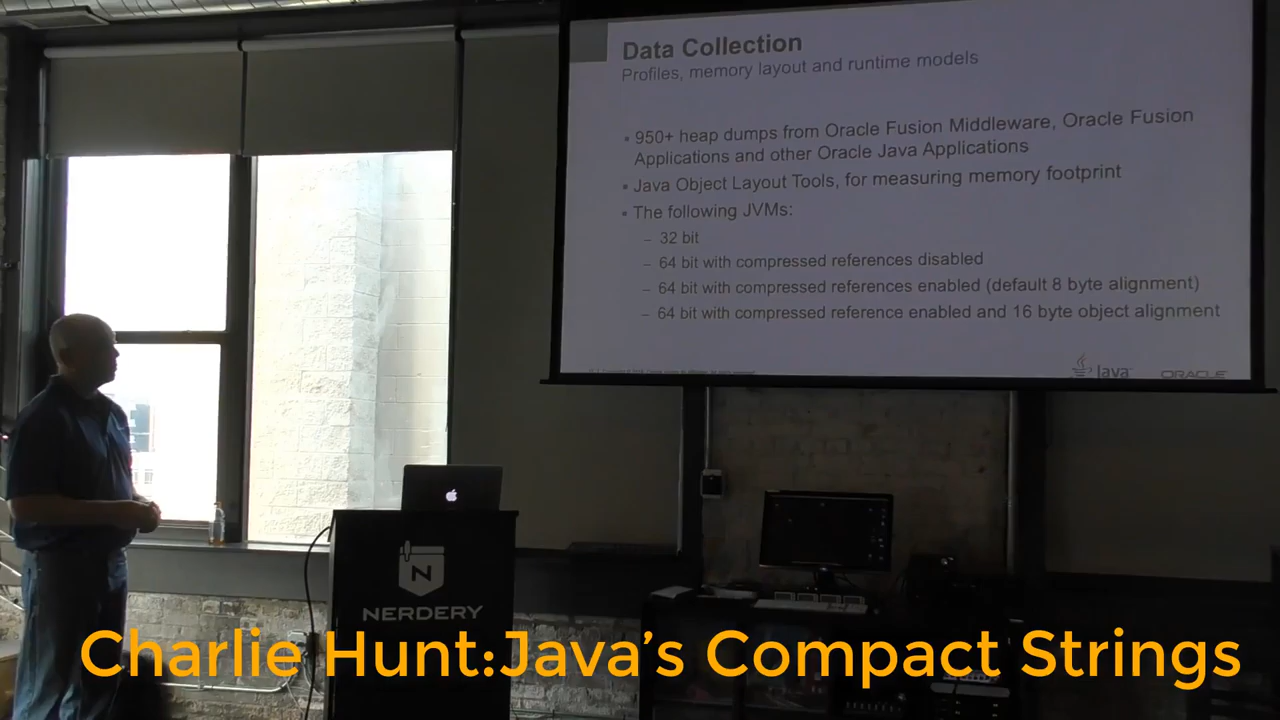 Data Collection
Profiles, memory layout and runtime models
▪ 950+ heap dumps from Oracle Fusion Middleware, Oracle Fusion
Applications and other Oracle Java Applications
▪ Java Object Layout Tools, for measuring memory footprint
▪ The following JVMs:
– 32 bit
– 64 bit with compressed references disabled
– 64 bit with compressed references enabled (default 8 byte alignment)
– 64 bit with compressed reference enabled and 16 byte object alignment
Java
ORACLE
N
NERDERY
Charlie Hunt:Java’s Compact Strings